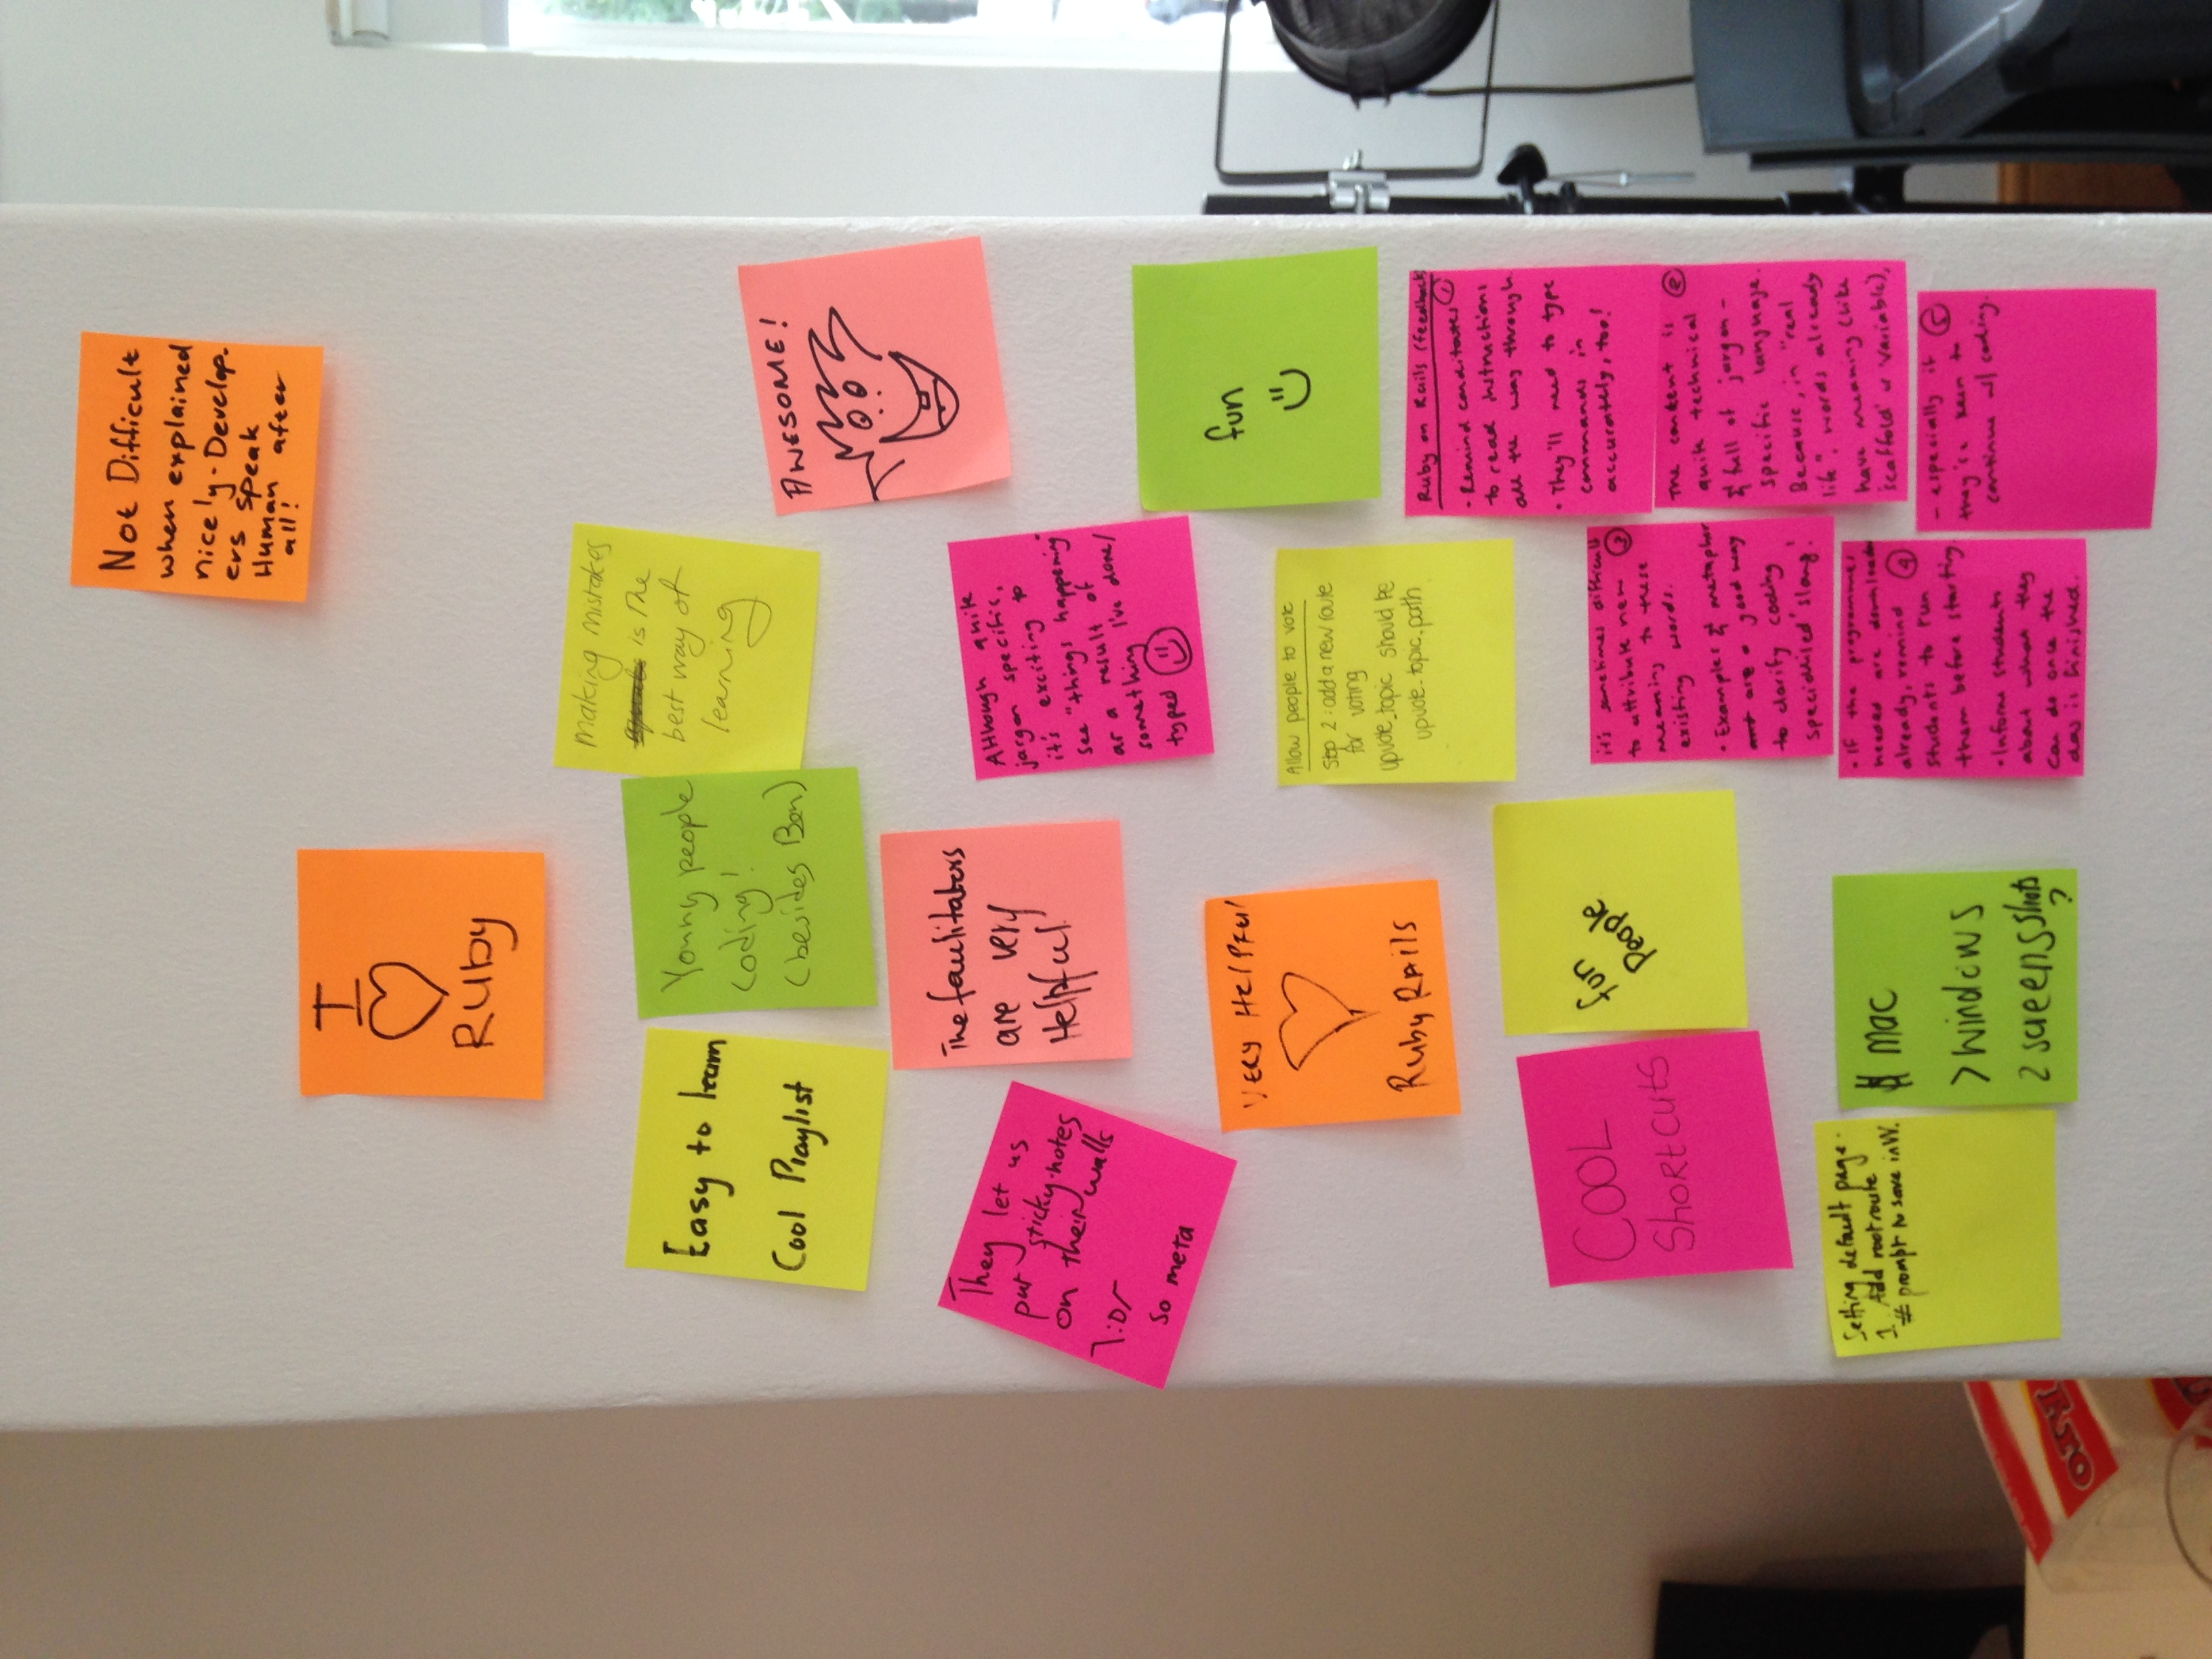 Not Difficult
when explained
nicely - Develop-
ers speak
Human after
all!
I
Ruby
making mistakes
is the
best way of
learning
Easy to learn
Cool Playlist
Young people
coding!
(besides Ben)
AWESOME!
The faulitators
are very
Helpful
They let us
put sticky-notes
on their walls
\:D/
so meta
Although quite
jargon specific,
it's exciting to
see "things happening"
as a result of
something I've done/
typed
fun
VERY HElPFul
Ruby RAils
Allow people to vote
Step 2: add a new route
for voting
upvote_topic should be
upvote_topic_path
Ruby on Rails (feedback)
1
• Remind canditates
to read instructions
all the way through
• They'll need to type
commands in
accurately, too!
COOL
Shortcuts
fun
People
The content is 2
quite technical
& full of jargon-
specific language.
Because, in "real
life", words already
have meaning (like
'scaffold' or 'variable'),
it's sometimes difficult
to attribute new 3
meaning to these
existing words.
• Examples & metaphor
are a good way
to clarify coding
specialised 'slang'!
Setting default page.
1. Add root route
# prompt to save in W.
$ mac
> windows
2 screensshots
?
• If the programmes
needed are downloaded
already, remind 4
students to run
them before starting.
• Inform students
about what they
can do once the
day is finished.
- especially if 5
they're keen to
continue w/ coding.
Kro